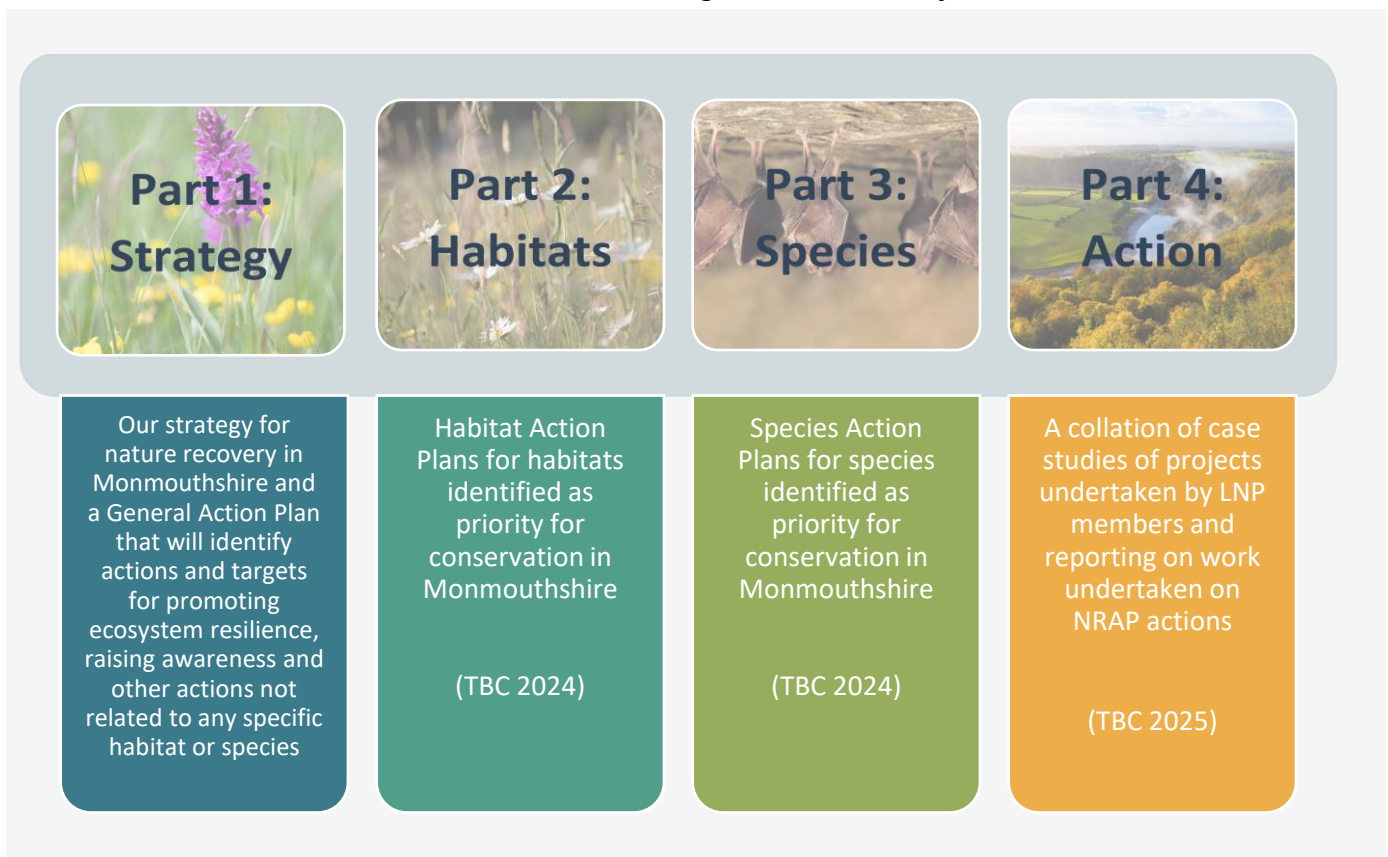 Part 1:
Strategy
Our strategy for
nature recovery in
Monmouthshire and
a General Action Plan
that will identify
actions and targets
for promoting
ecosystem resilience,
raising awareness and
other actions not
related to any specific
habitat or species
Part 2:
Habitats
Habitat Action
Plans for habitats
identified as
priority for
conservation in
Monmouthshire
(TBC 2024)
Part 3:
Species
Species Action
Plans for species
identified as
priority for
conservation in
Monmouthshire
(TBC 2024)
Part 4:
Action
A collation of case
studies of projects
undertaken by LNP
members and
reporting on work
undertaken on
NRAP actions
(TBC 2025)